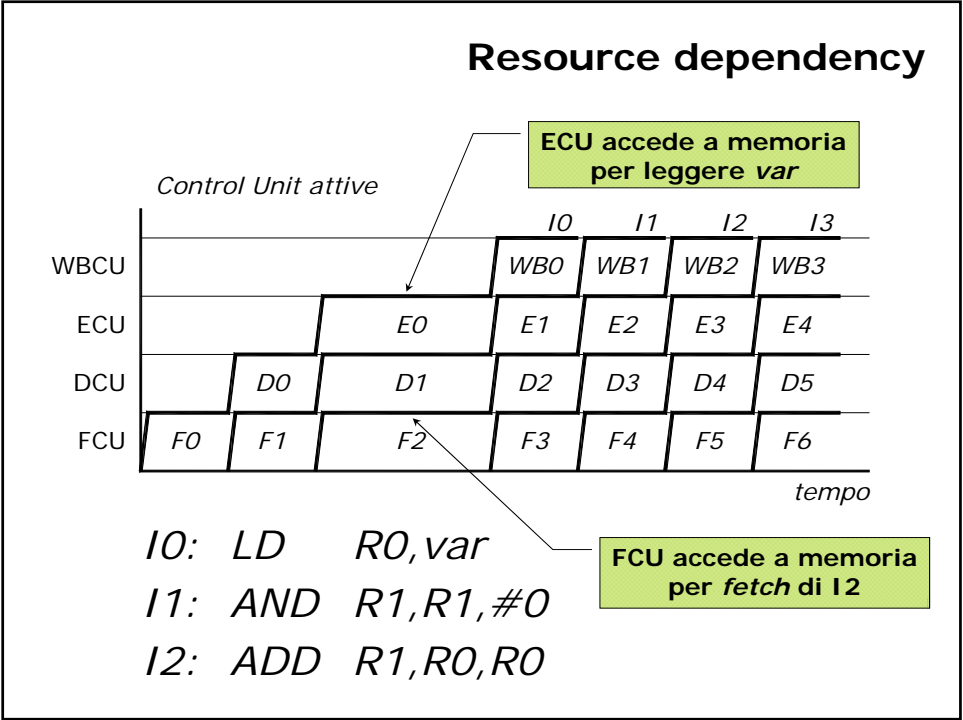 Resource dependency
ECU accede a memoria
per leggere var
Control Unit attive
I0 I1 I2 I3
WBCU WB0 WB1 WB2 WB3
ECU E0 E1 E2 E3 E4
DCU D0 D1 D2 D3 D4 D5
FCU F0 F1 F2 F3 F4 F5 F6
tempo
I0: LD R0,var
I1: AND R1,R1,#0
I2: ADD R1,R0,R0
FCU accede a memoria
per fetch di I2